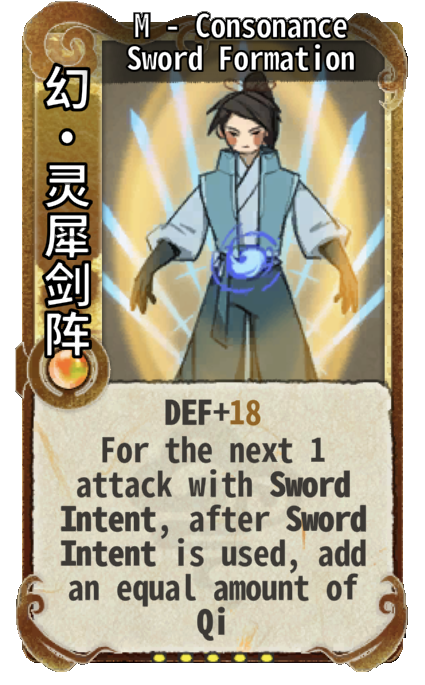 M - Consonance
Sword Formation
幻・灵犀剑阵
DEF+18
For the next 1
attack with Sword
Intent, after Sword
Intent is used, add
an equal amount of
Qi